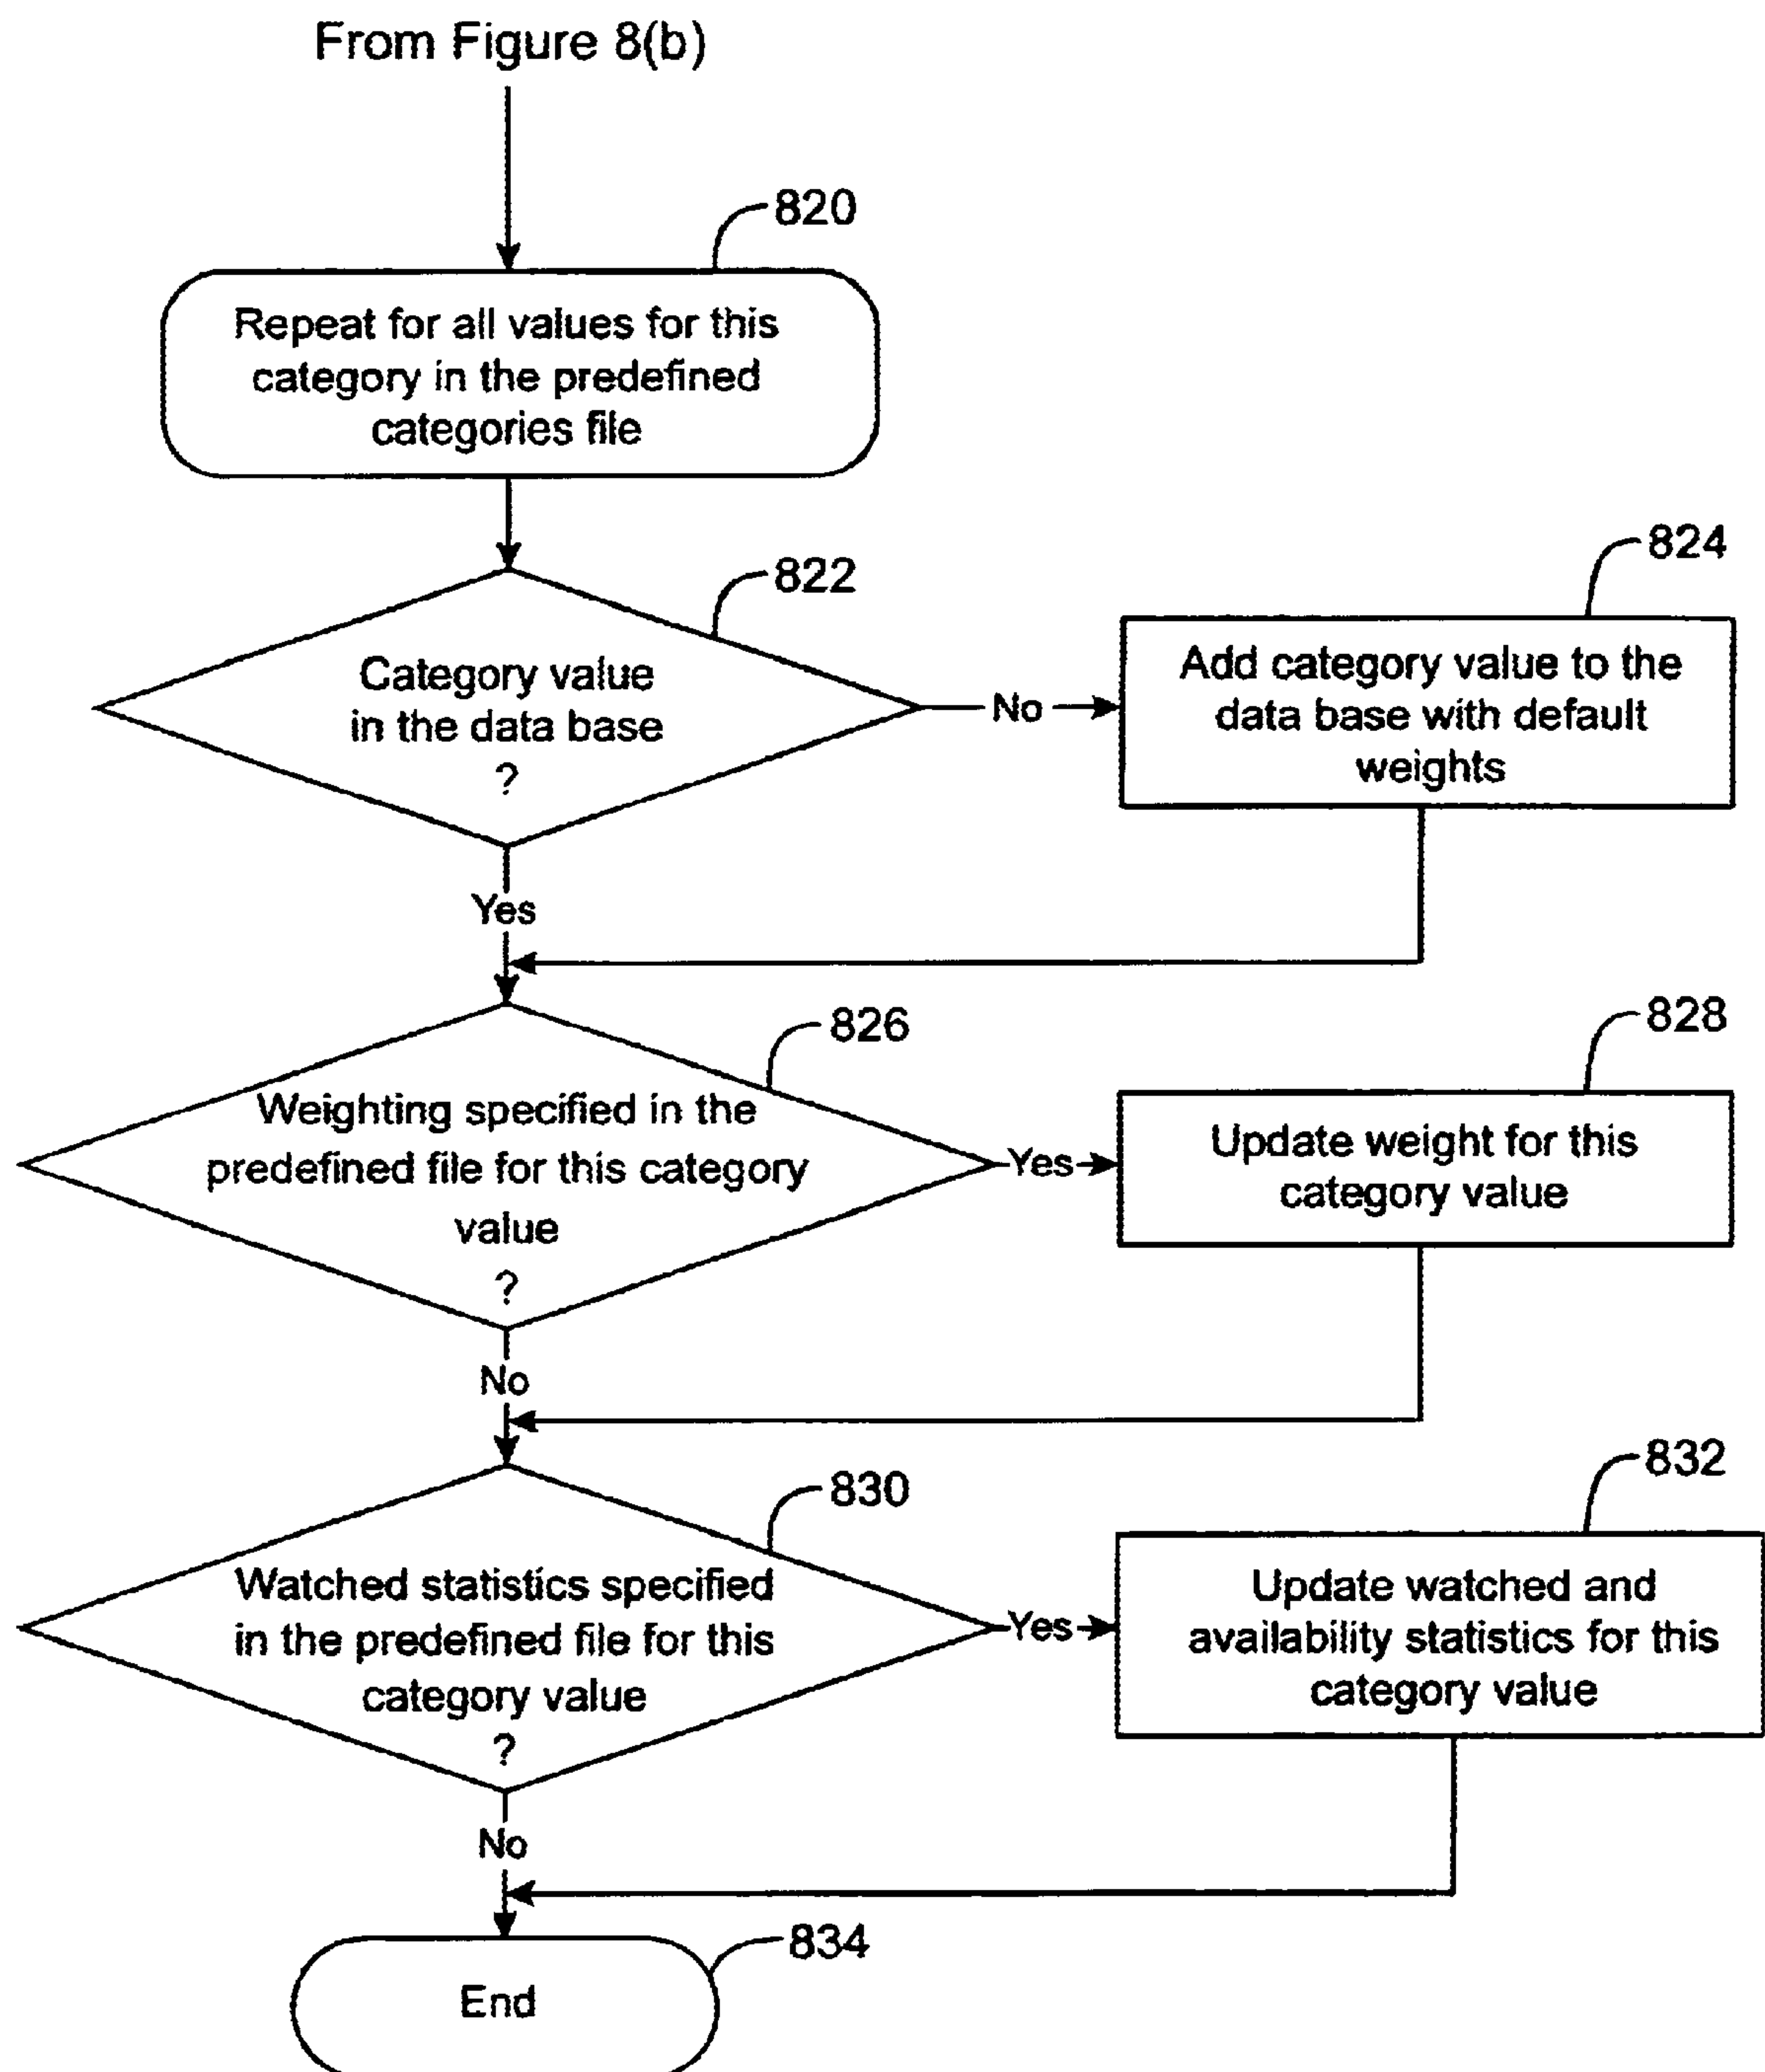 From Figure 8(b)
820
Repeat for all values for this
category in the predefined
categories file
822
Category value
in the data base
?
No
824
Add category value to the
data base with default
weights
Yes
826
Weighting specified in the
predefined file for this category
value
?
Yes
828
Update weight for this
category value
No
830
Watched statistics specified
in the predefined file for this
category value
?
Yes
832
Update watched and
availability statistics for this
category value
No
834
End